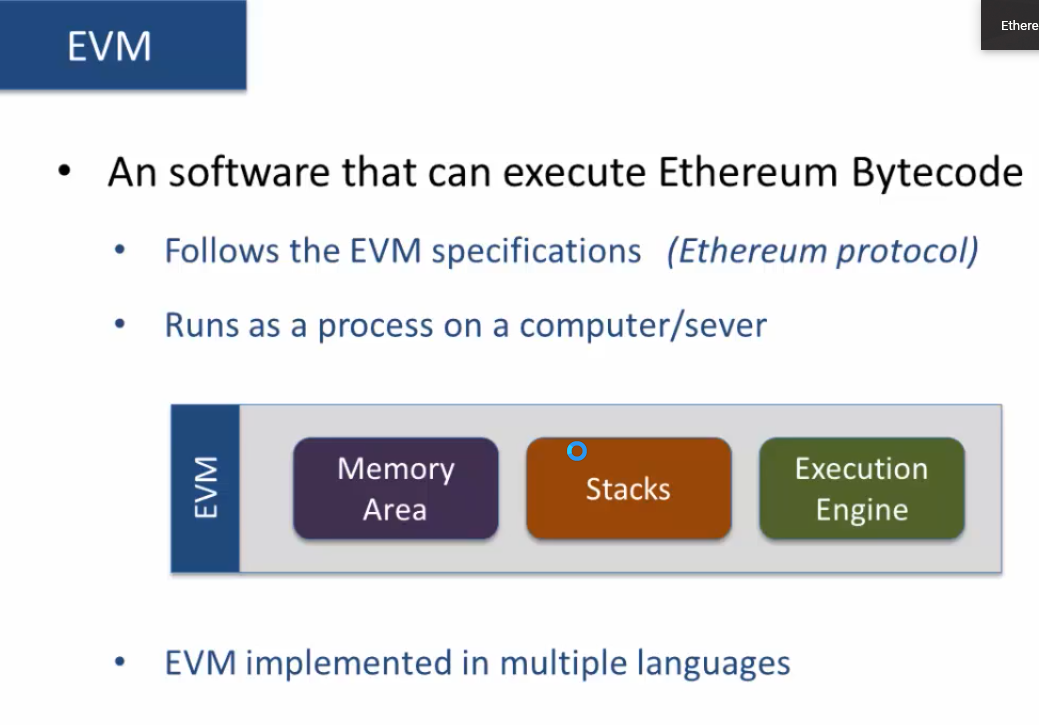 EVM
Ethere
• An software that can execute Ethereum Bytecode
• Follows the EVM specifications (Ethereum protocol)
• Runs as a process on a computer/sever
EVM
Memory
Area
Stacks
Execution
Engine
• EVM implemented in multiple languages